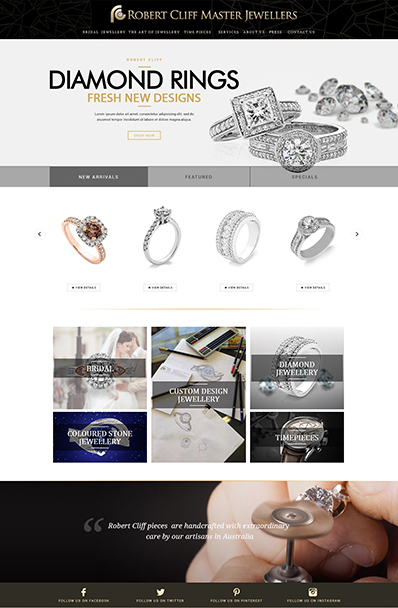 ROBERT CLIFF MASTER JEWELLERS
BRIDAL JEWELLERY THE ART OF JEWELLERY TIME PIECES SERVICES ABOUT US PRESS CONTACT US
ROBERT CLIFF
DIAMOND RINGS
FRESH NEW DESIGNS
Lorem ipsum dolor sit amet, consectetur adipisicing elit, sed do
eiusmod tempor incididunt ut labore et dolore magna aliqua.
SHOP NOW
NEW ARRIVALS FEATURED SPECIALS
VIEW DETAILS VIEW DETAILS VIEW DETAILS VIEW DETAILS
BRIDAL
CUSTOM DESIGN
JEWELLERY
DIAMOND
JEWELLERY
COLOURED STONE
JEWELLERY
TIMEPIECES
“ Robert Cliff pieces are handcrafted with extraordinary
care by our artisans in Australia
FOLLOW US ON FACEBOOK FOLLOW US ON TWITTER FOLLOW US ON PINTEREST FOLLOW US ON INSTAGRAM